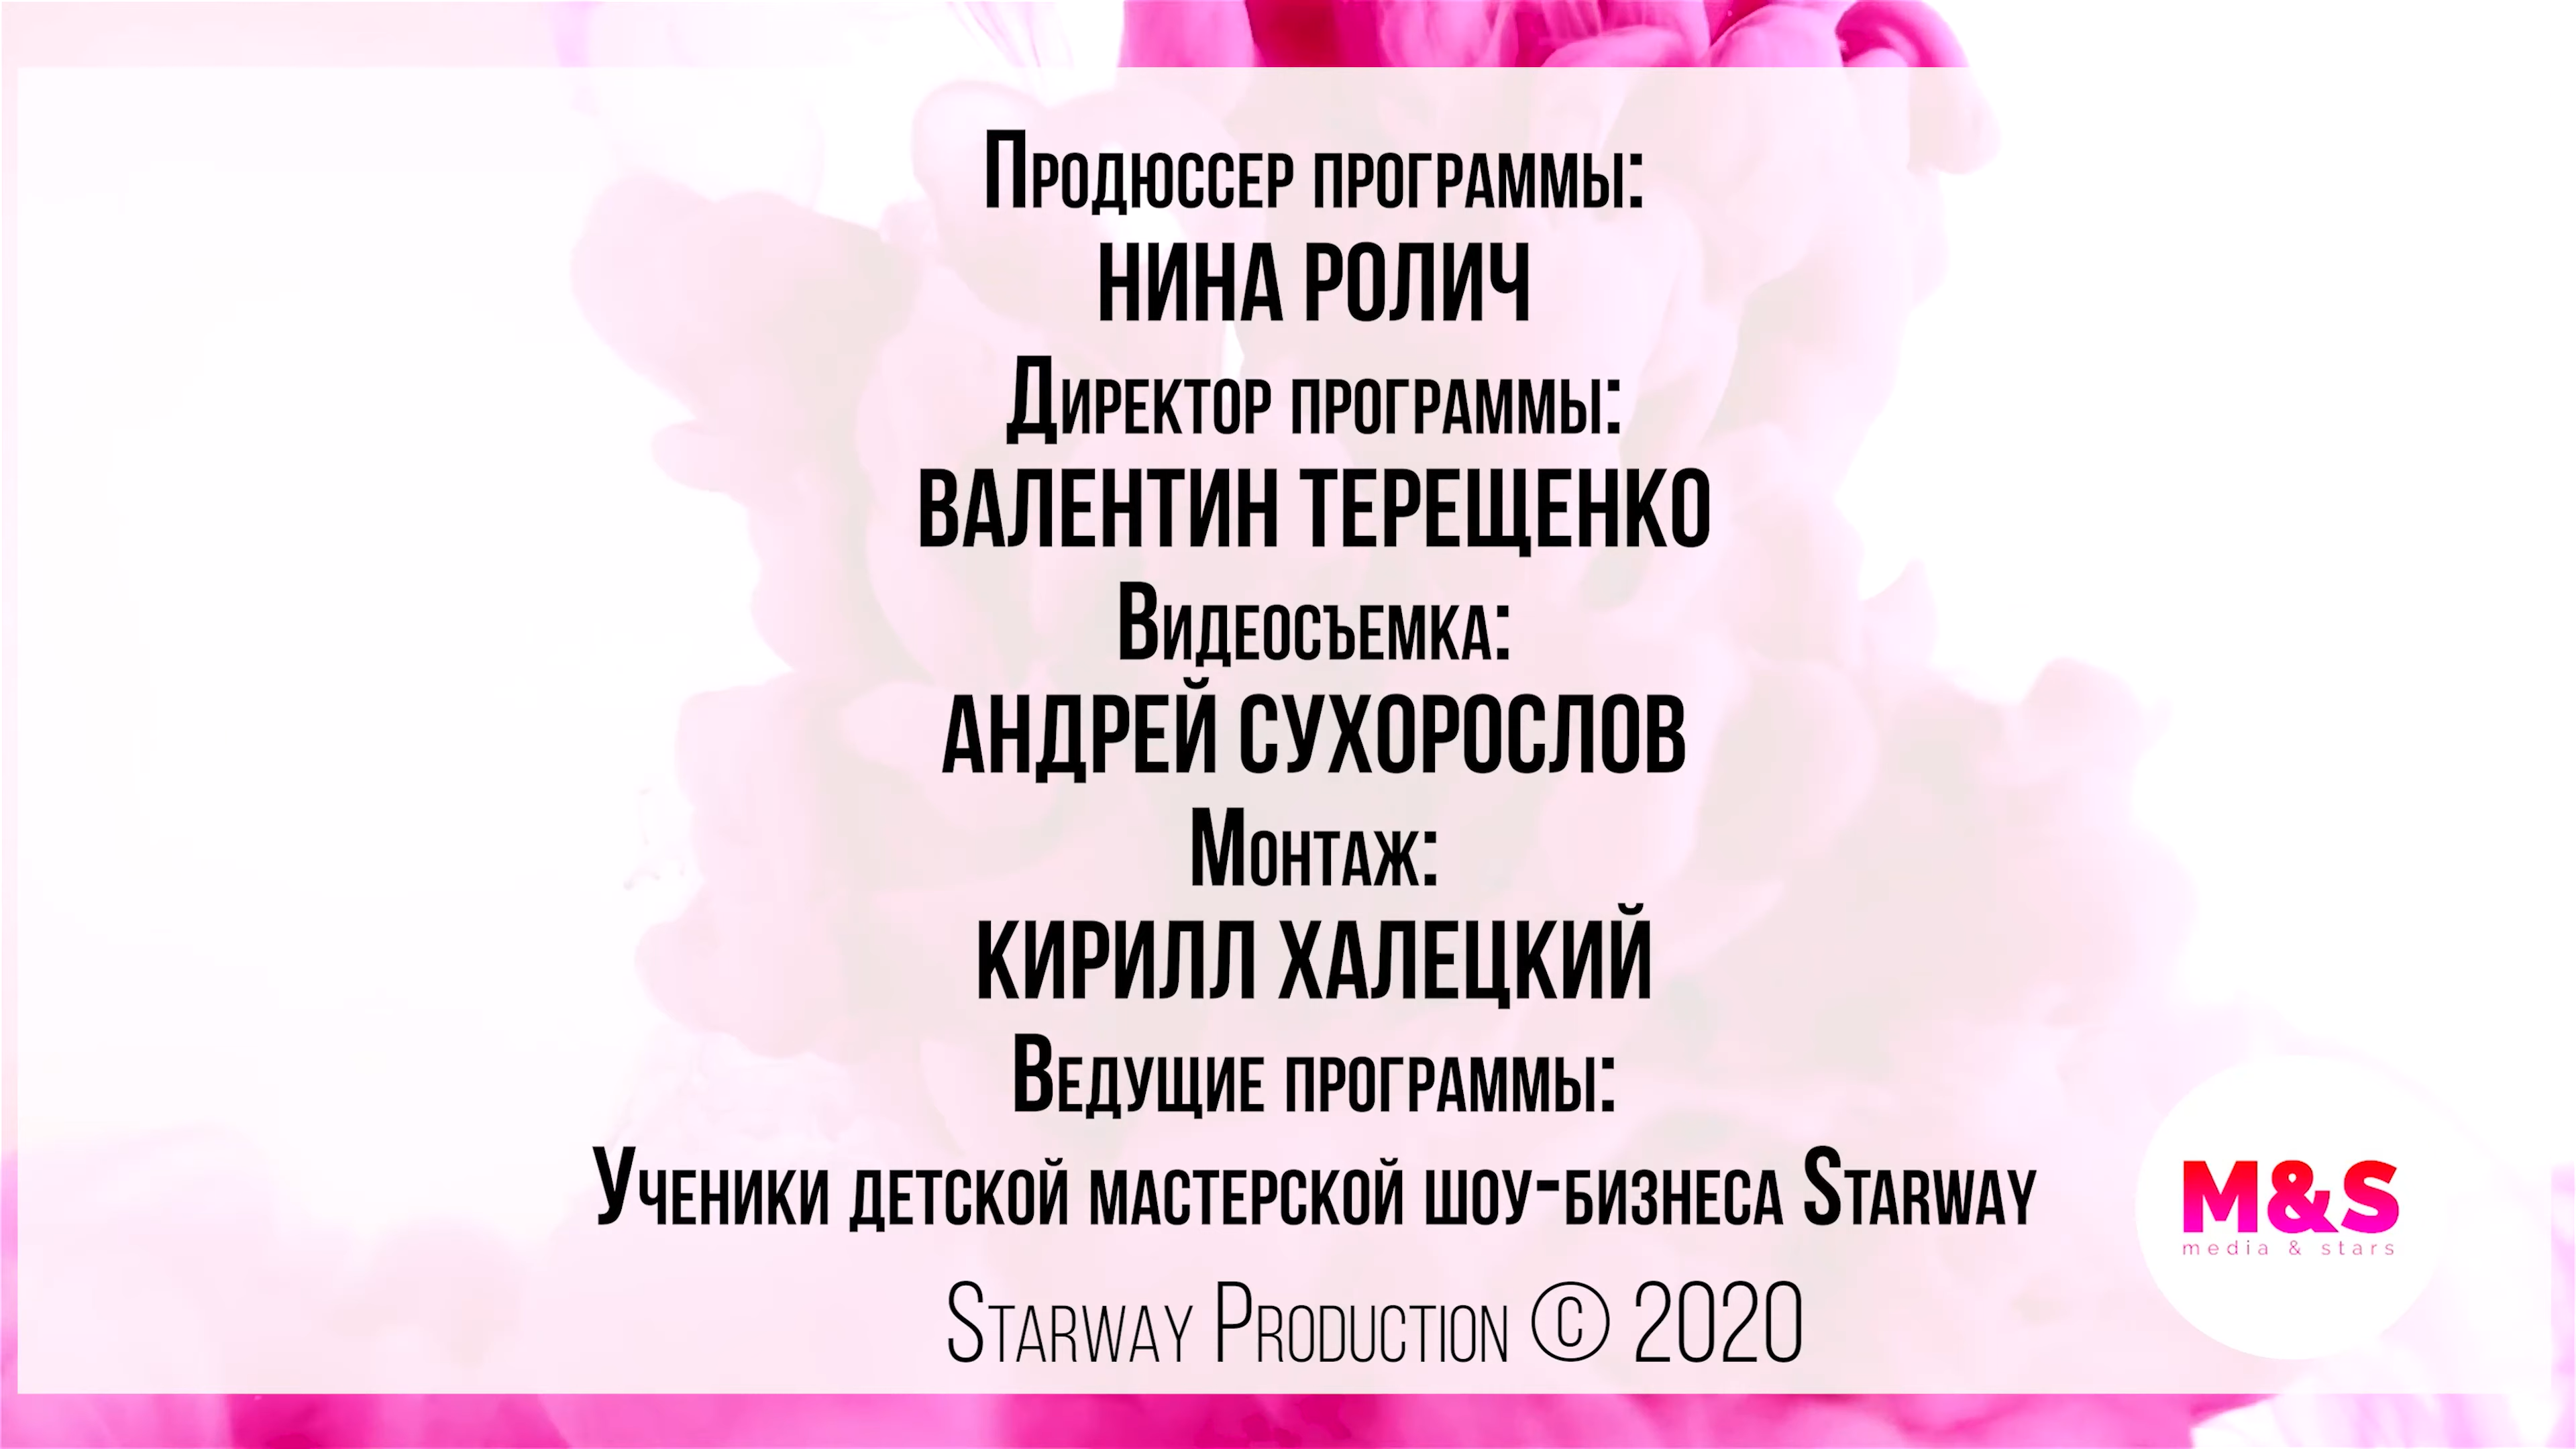 Продюссер программы:
НИНА РОЛИЧ
Директор программы:
ВАЛЕНТИН ТЕРЕЩЕНКО
Видеосъемка:
АНДРЕЙ СУХОРОСЛОВ
Монтаж:
КИРИЛЛ ХАЛЕЦКИЙ
Ведущие программы:
Ученики детской мастерской шоу-бизнеса Starway
Starway Production © 2020
M&S
media & stars